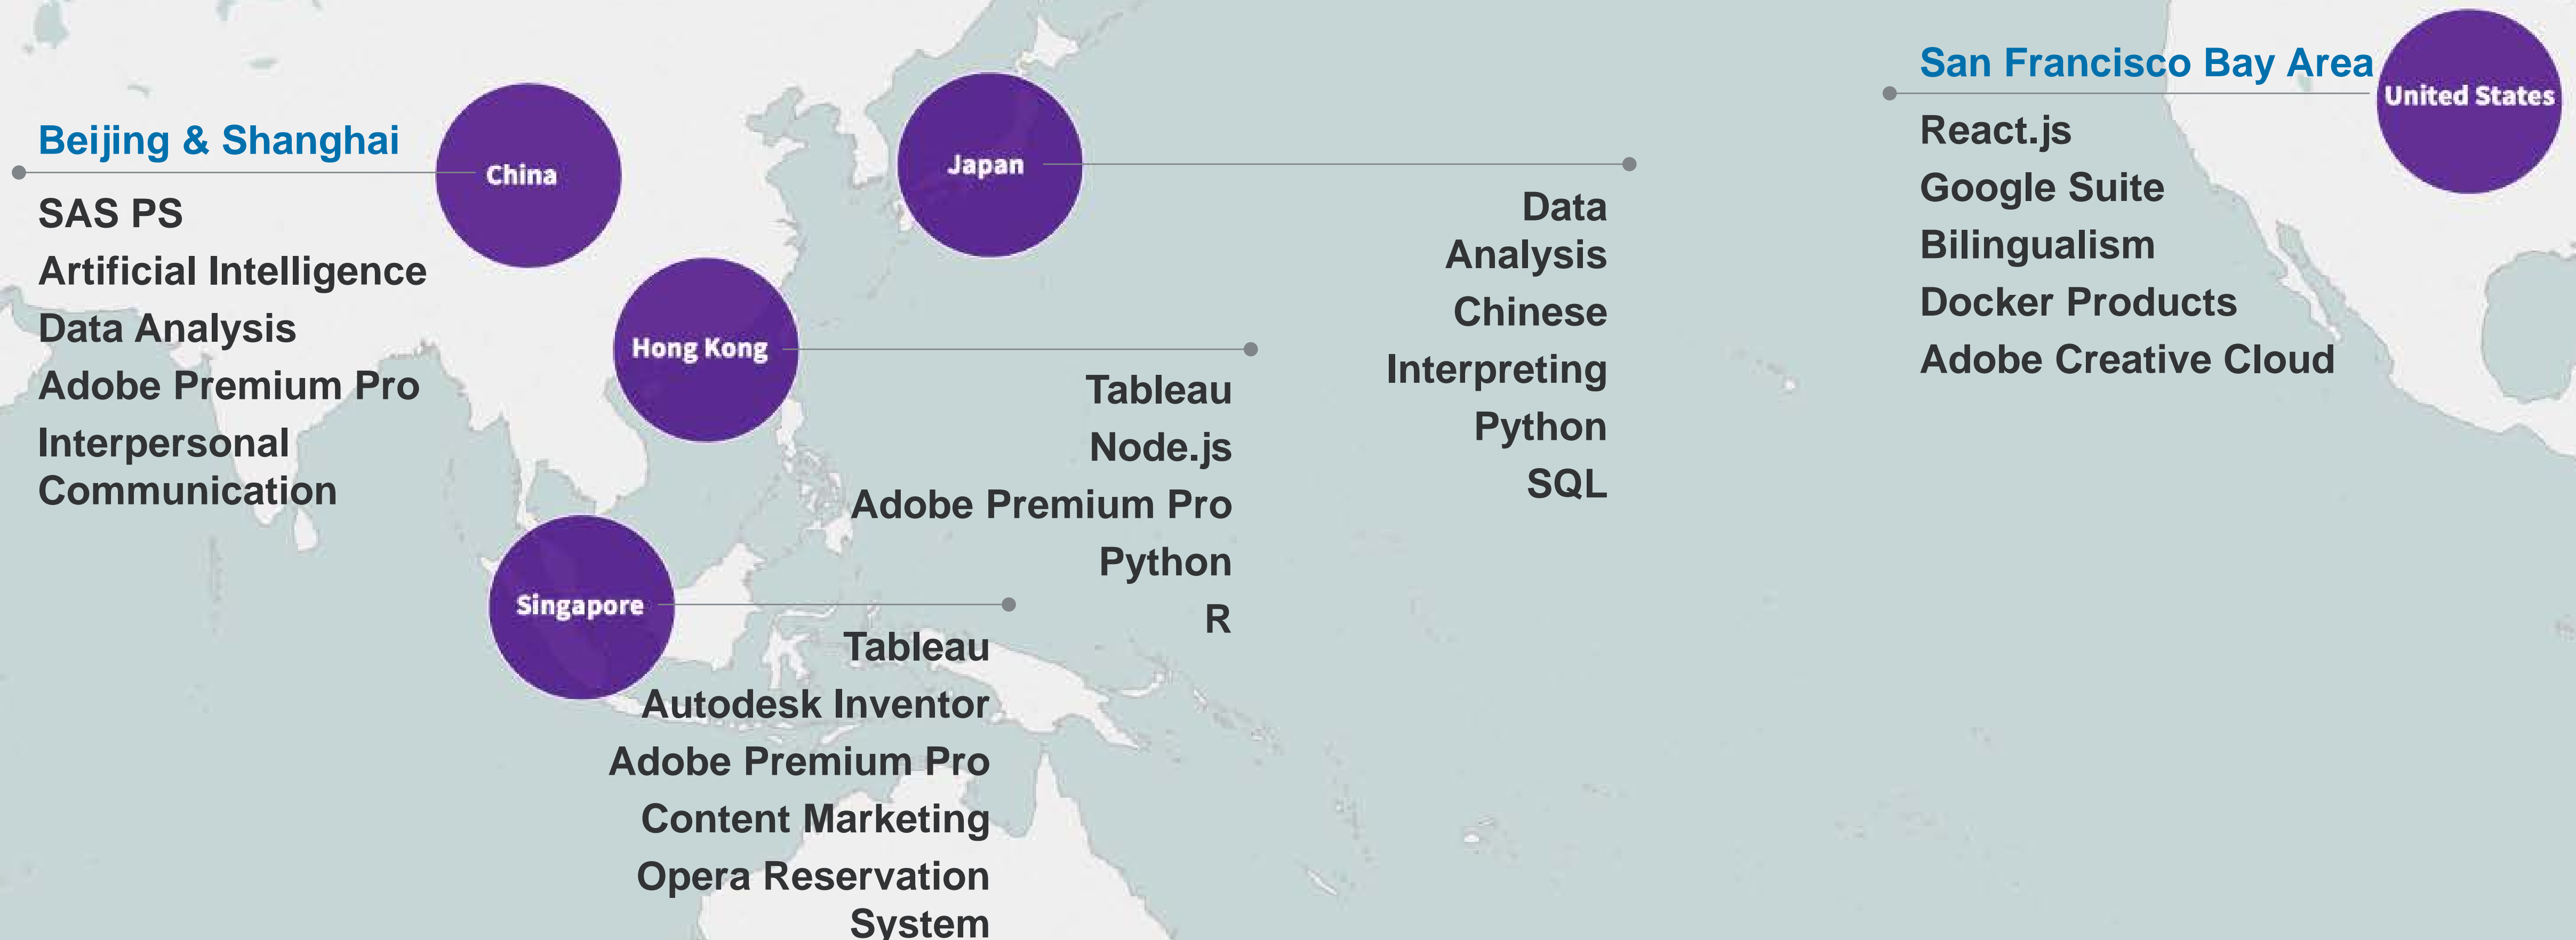 Beijing & Shanghai
China
SAS PS
Artificial Intelligence
Data Analysis
Adobe Premium Pro
Interpersonal
Communication
Japan
Data
Analysis
Chinese
Interpreting
Python
SQL
Hong Kong
Tableau
Node.js
Adobe Premium Pro
Python
R
Singapore
Tableau
Autodesk Inventor
Adobe Premium Pro
Content Marketing
Opera Reservation
System
San Francisco Bay Area
United States
React.js
Google Suite
Bilingualism
Docker Products
Adobe Creative Cloud